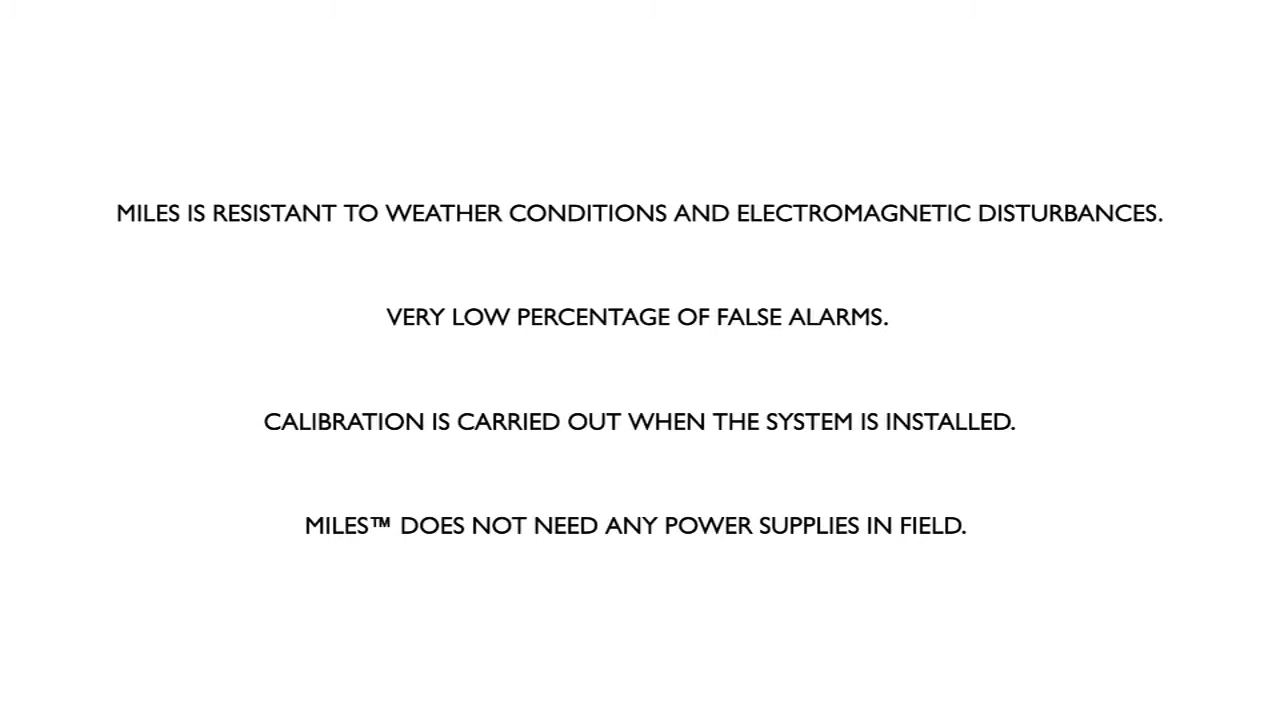 MILES IS RESISTANT TO WEATHER CONDITIONS AND ELECTROMAGNETIC DISTURBANCES.
VERY LOW PERCENTAGE OF FALSE ALARMS.
CALIBRATION IS CARRIED OUT WHEN THE SYSTEM IS INSTALLED.
MILES™ DOES NOT NEED ANY POWER SUPPLIES IN FIELD.